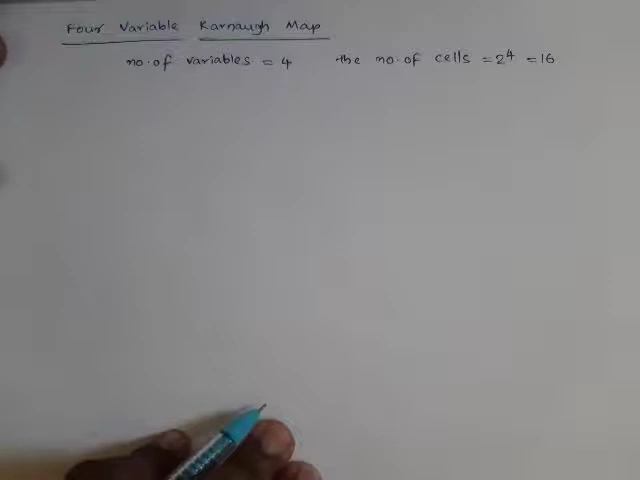 Four Variable Karnaugh Map
no. of variables = 4 the no. of cells = 2⁴ = 16